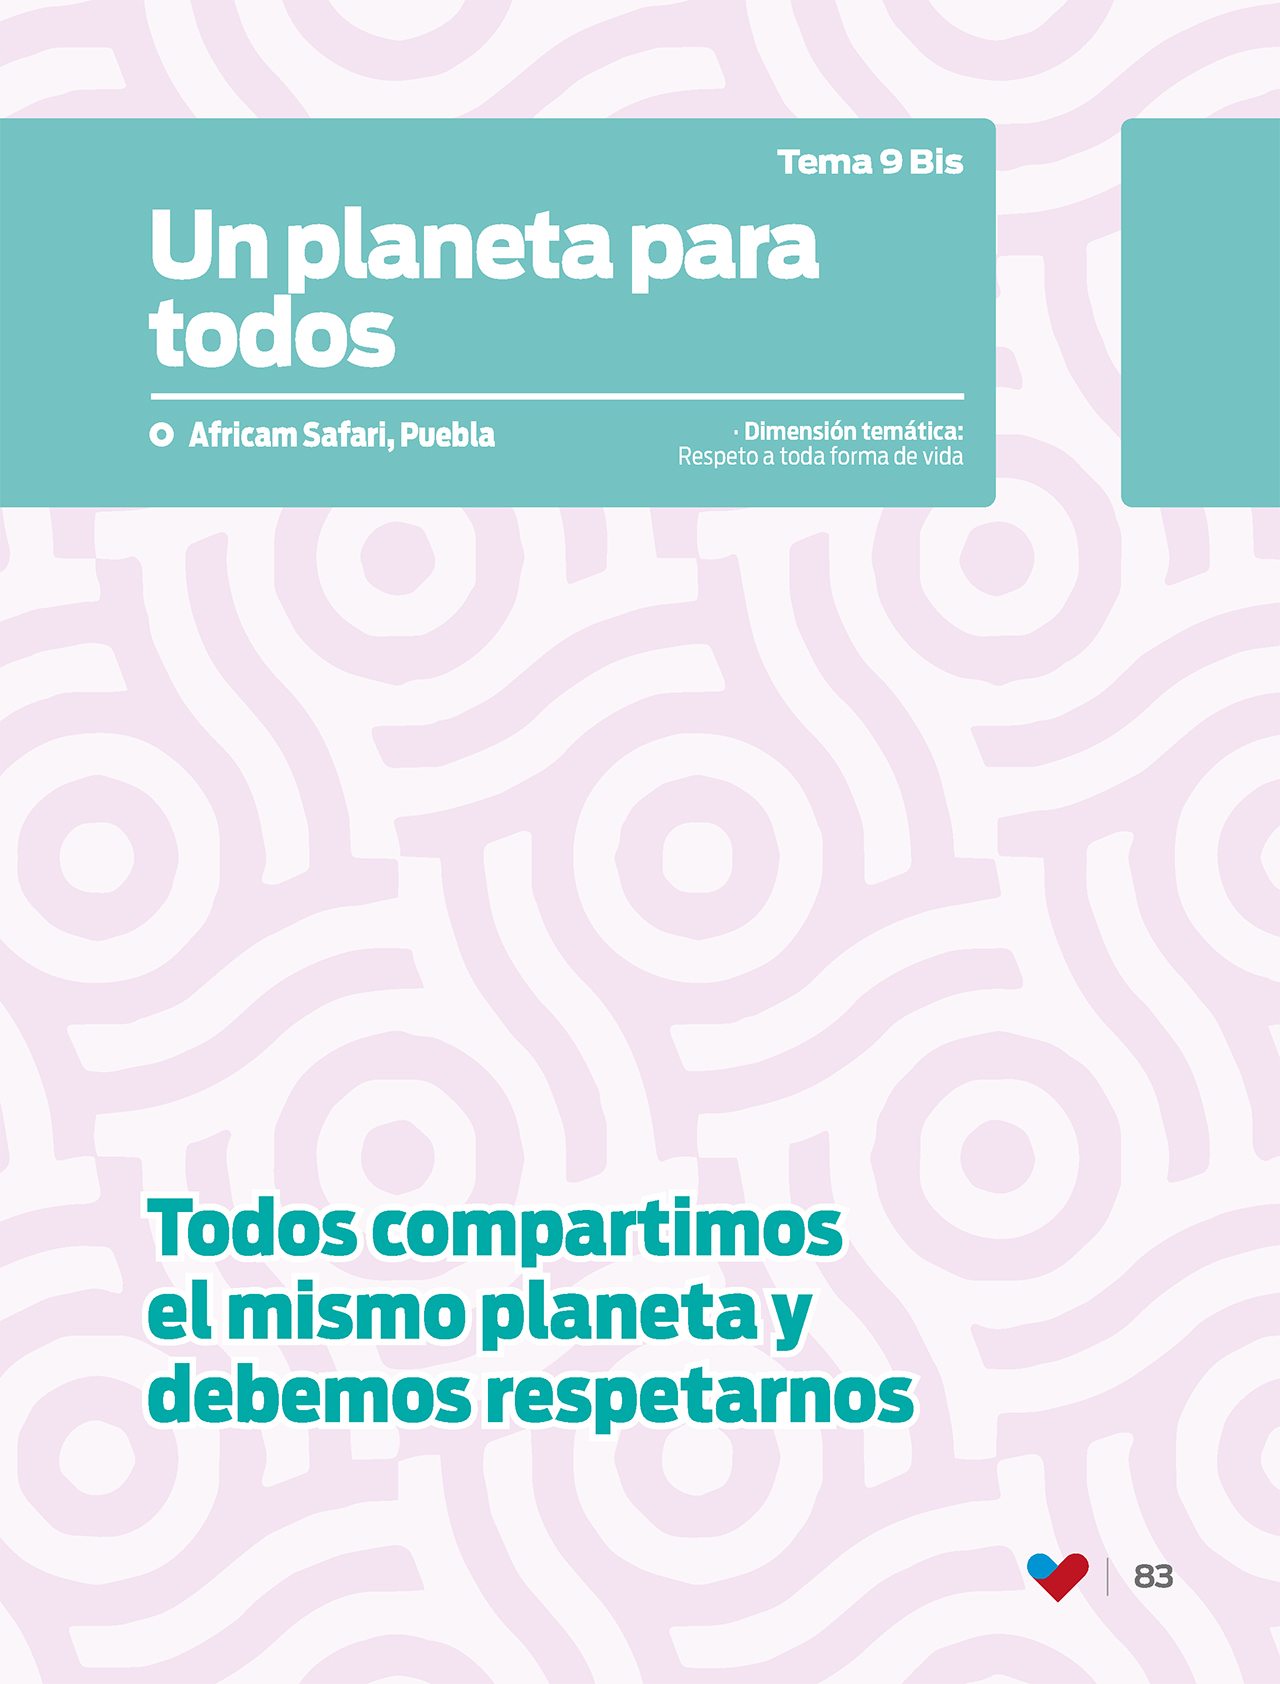 Tema 9 Bis
Un planeta para
todos
Africam Safari, Puebla
· Dimensión temática:
Respeto a toda forma de vida
Todos compartimos
el mismo planeta y
debemos respetarnos
83